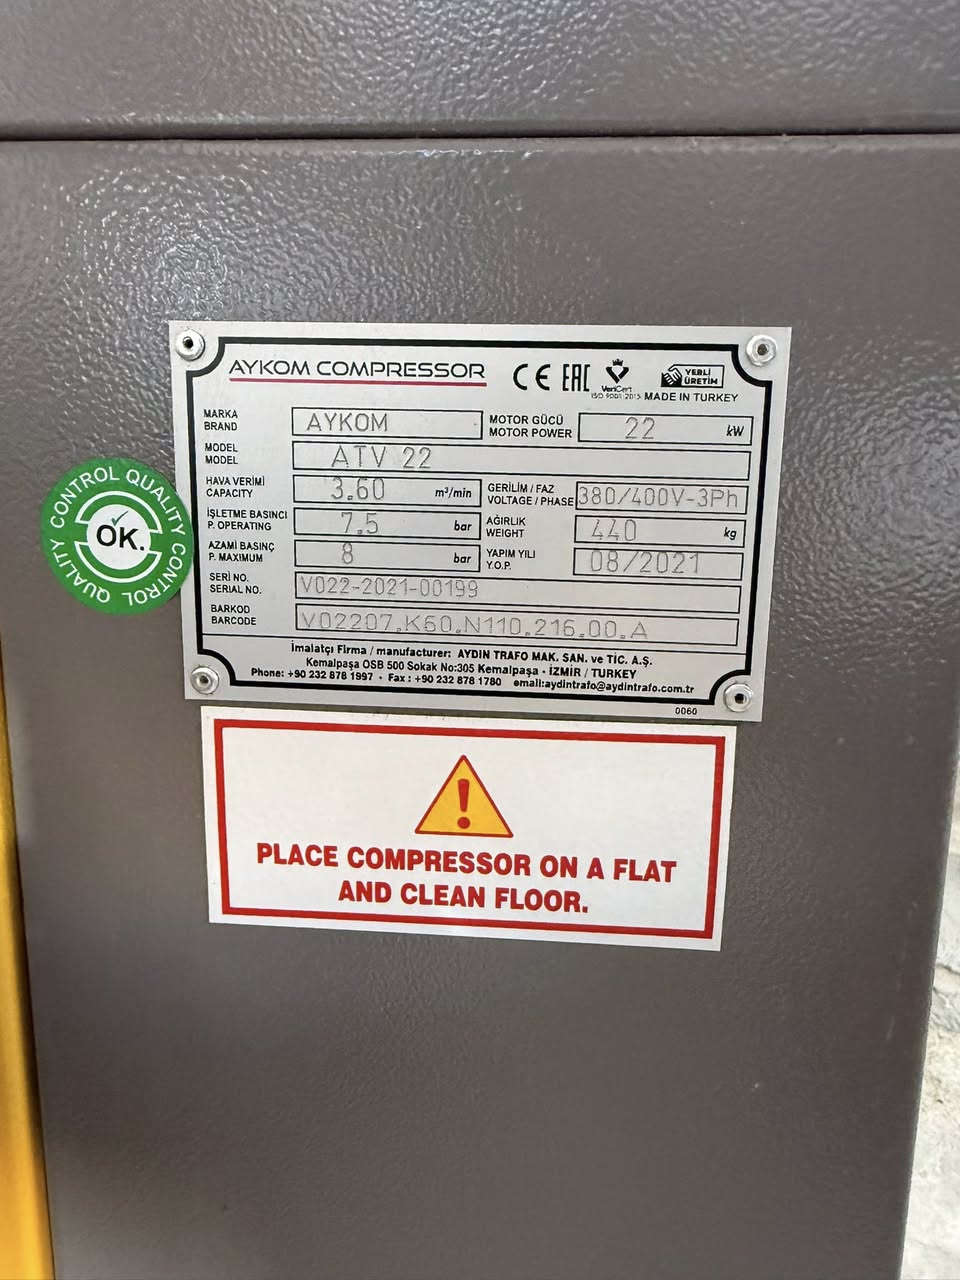 AYKOM COMPRESSOR
CE EAC
VeriCert
ISO 9001:2015
YERLİ
ÜRETİM
MADE IN TURKEY
MARKA
BRAND
AYKOM
MOTOR GÜCÜ
MOTOR POWER
22 kW
MODEL
MODEL
ATV 22
HAVA VERİMİ
CAPACITY
3.60 m³/min
GERİLİM / FAZ
VOLTAGE / PHASE
380/400V-3Ph
İŞLETME BASINCI
P. OPERATING
7.5 bar
AĞIRLIK
WEIGHT
440 kg
AZAMİ BASINÇ
P. MAXIMUM
8 bar
YAPIM YILI
Y.O.P.
08/2021
SERİ NO.
SERIAL NO.
V022-2021-00199
BARKOD
BARCODE
V02207.K60.N110.216.00.A
İmalatçı Firma / manufacturer: AYDIN TRAFO MAK. SAN. ve TİC. A.Ş.
Kemalpaşa OSB 500 Sokak No:305 Kemalpaşa - İZMİR / TURKEY
Phone: +90 232 878 1997 - Fax : +90 232 878 1780 email:aydintrafo@aydintrafo.com.tr
0060
CONTROL QUALITY
OK.
CONTROL QUALITY
PLACE COMPRESSOR ON A FLAT
AND CLEAN FLOOR.